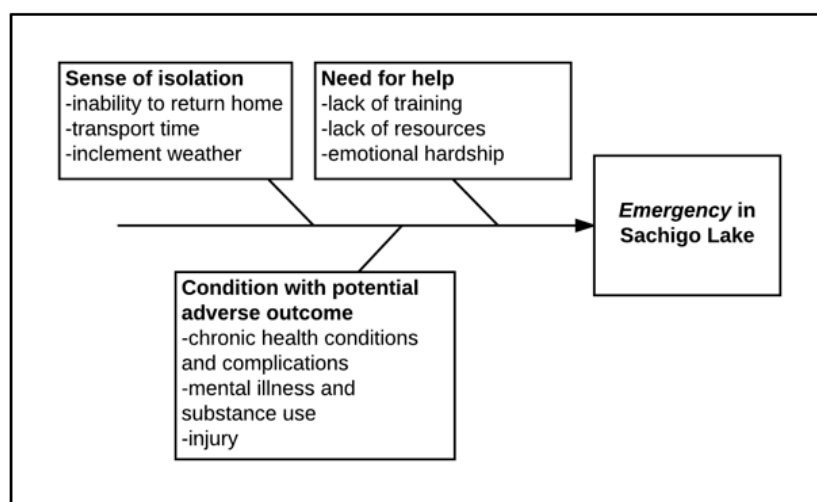 Sense of isolation
-inability to return home
-transport time
-inclement weather
Need for help
-lack of training
-lack of resources
-emotional hardship
Emergency in
Sachigo Lake
Condition with potential
adverse outcome
-chronic health conditions
and complications
-mental illness and
substance use
-injury